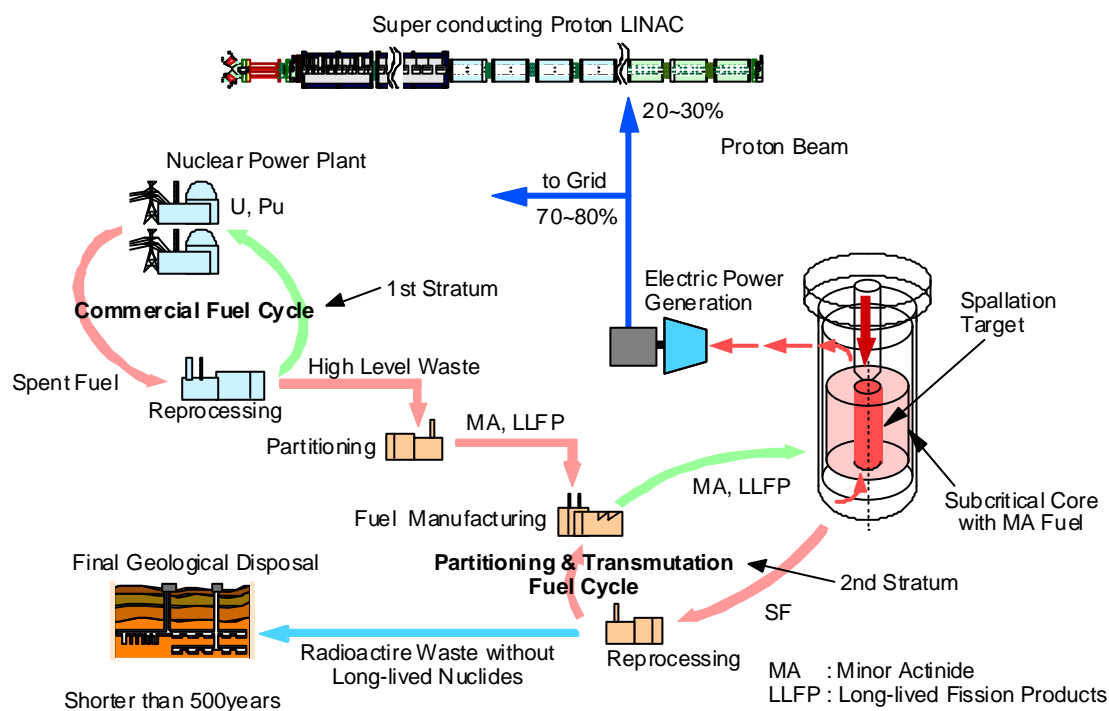 Super conducting Proton LINAC
20~30%
Proton Beam
Nuclear Power Plant
to Grid
U, Pu
70~80%
Electric Power
Generation
1st Stratum
Spallation
Target
Commercial Fuel Cycle
High Level Waste
Spent Fuel
Reprocessing
MA, LLFP
Partitioning
MA, LLFP
Subcritical Core
with MA Fuel
Fuel Manufacturing
Partitioning & Transmutation
Fuel Cycle
2nd Stratum
Final Geological Disposal
SF
Radioactire Waste without
Long-lived Nuclides
Reprocessing
MA : Minor Actinide
LLFP : Long-lived Fission Products
Shorter than 500years